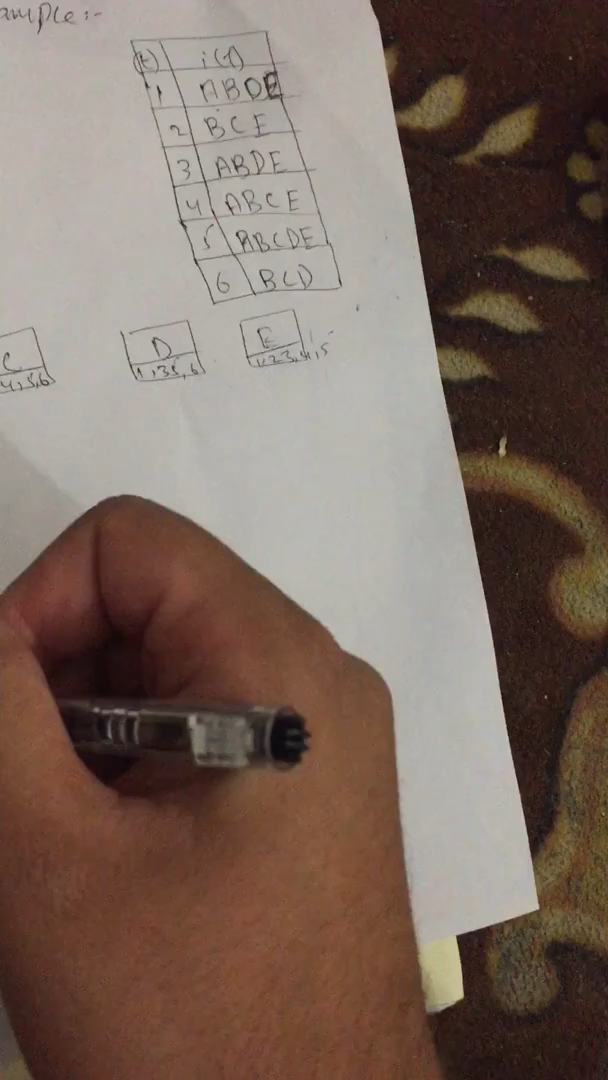 ample:-
(t) i(t)
1 ABDE
2 BCE
3 ABDE
4 ABCE
5 ABCDE
6 BCD
C D E
4,5,6 1,3,5,6 1,2,3,4,5